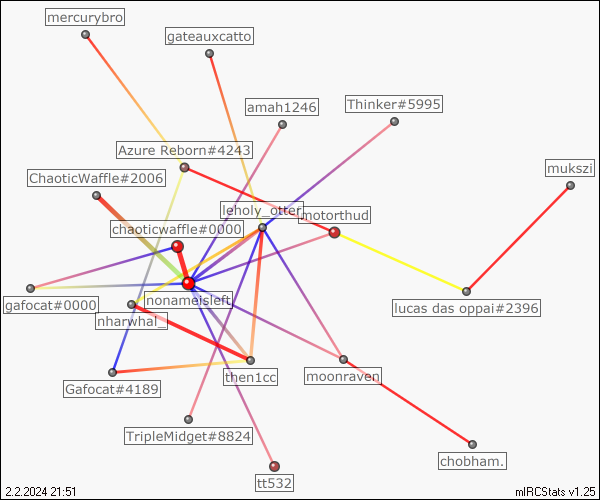 mercurybro
gateauxcatto
amah1246
Thinker#5995
Azure Reborn#4243
mukszi
ChaoticWaffle#2006
leholy_otter
motorthud
chaoticwaffle#0000
gafocat#0000
nonameisleft
lucas das oppai#2396
nharwhal_
then1cc
moonraven
Gafocat#4189
TripleMidget#8824
chobham.
tt532
2.2.2024 21:51
mIRCStats v1.25